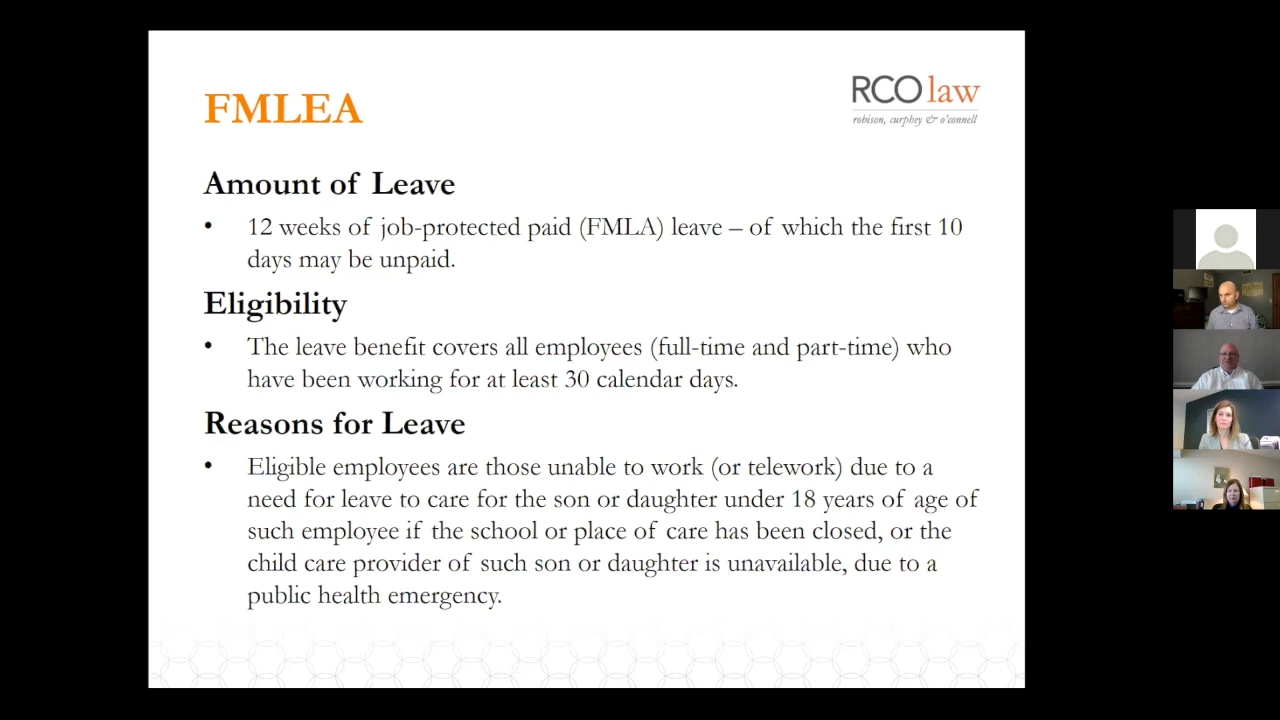 FMLEA
RCO law
robison, curphey & o'connell
Amount of Leave
• 12 weeks of job-protected paid (FMLA) leave – of which the first 10
days may be unpaid.
Eligibility
• The leave benefit covers all employees (full-time and part-time) who
have been working for at least 30 calendar days.
Reasons for Leave
• Eligible employees are those unable to work (or telework) due to a
need for leave to care for the son or daughter under 18 years of age of
such employee if the school or place of care has been closed, or the
child care provider of such son or daughter is unavailable, due to a
public health emergency.